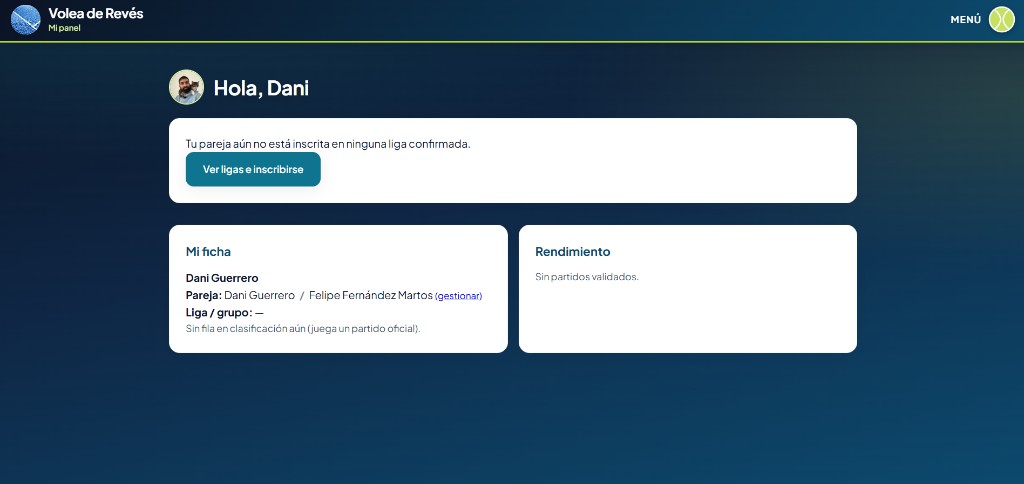 Volea de Revés
Mi panel
MENÚ
Hola, Dani
Tu pareja aún no está inscrita en ninguna liga confirmada.
Ver ligas e inscribirse
Mi ficha
Dani Guerrero
Pareja: Dani Guerrero / Felipe Fernández Martos (gestionar)
Liga / grupo: —
Sin fila en clasificación aún (juega un partido oficial).
Rendimiento
Sin partidos validados.